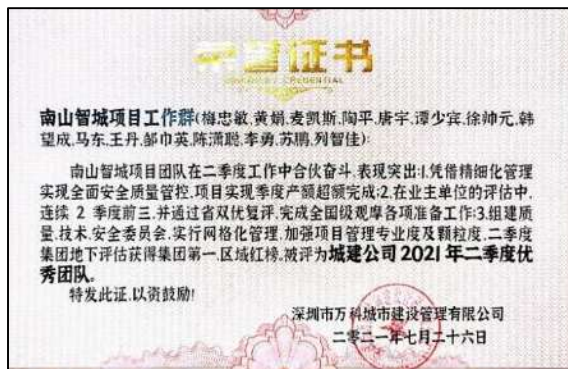 荣誉证书
南山智城项目工作群(梅忠敏.黄娟.麦凯斯.陶平.唐宇.谭少宾.徐帅元.韩
望成.马东.王丹.邹巾英.陈潇聪.李勇.苏鹏.列智佳):
南山智城项目团队在二季度工作中合伙奋斗.表现突出:1.凭借精细化管理
实现全面安全质量管控.项目实现季度产额超额完成;2.在业主单位的评估中.
连续 2 季度前三.并通过省双优复评.完成全国级观摩各项准备工作;3.组建质
量.技术.安全委员会.实行网格化管理.加强项目管理专业度及颗粒度.二季度
集团地下评估获得集团第一.区域红榜.被评为城建公司2021年二季度优
秀团队。
特发此证.以资鼓励!
深圳市万科城市建设管理有限公司
二零二一年七月二十六日